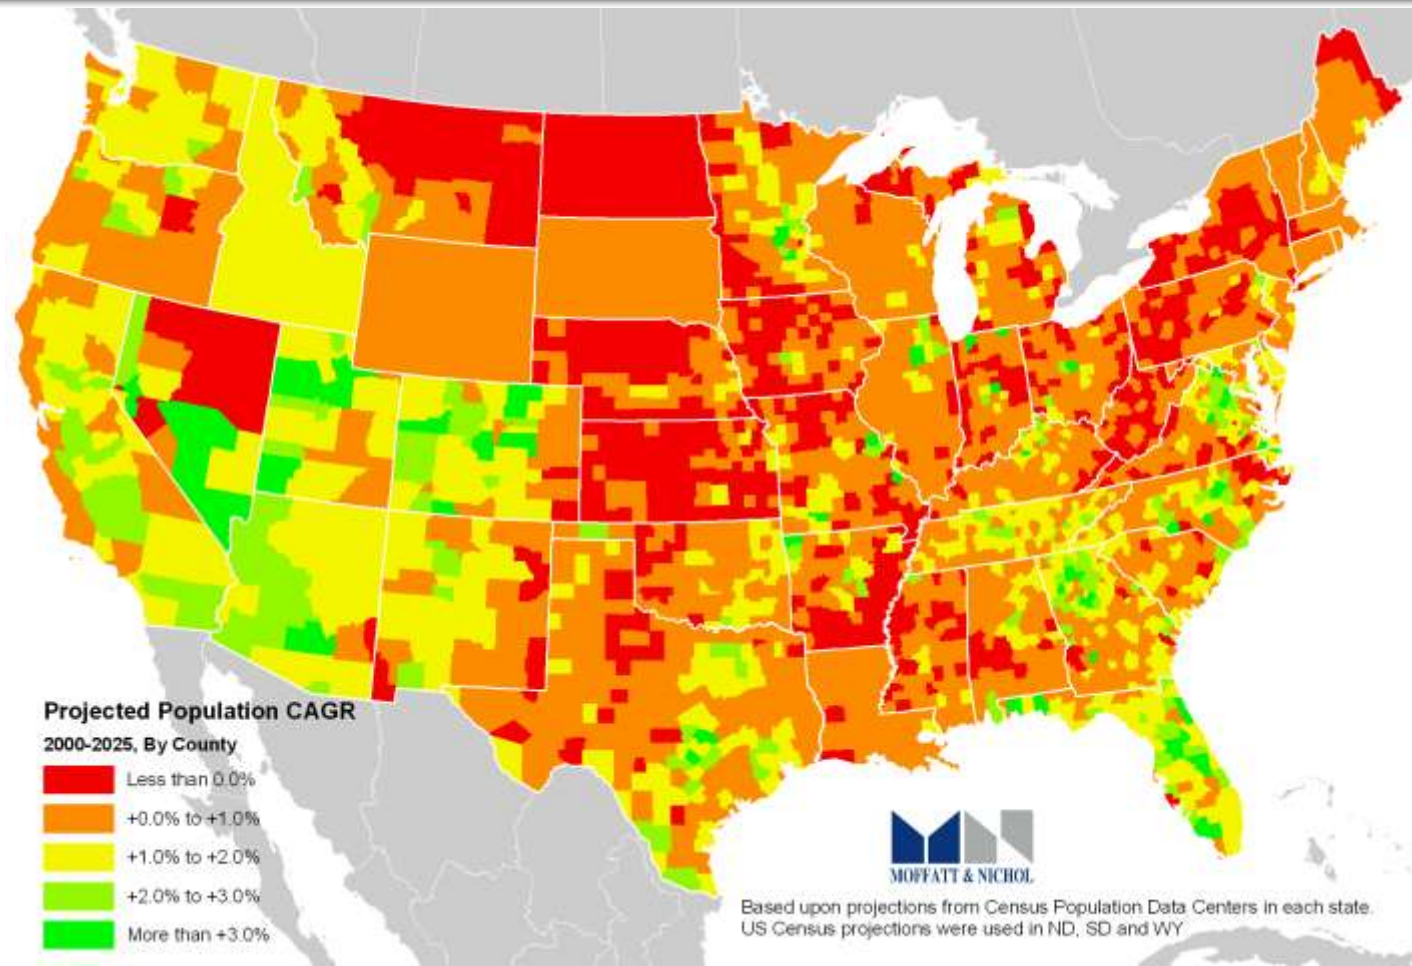 Projected Population CAGR
2000-2025, By County
Less than 0.0%
+0.0% to +1.0%
+1.0% to +2.0%
+2.0% to +3.0%
More than +3.0%
MOFFATT & NICHOL
Based upon projections from Census Population Data Centers in each state.
US Census projections were used in ND, SD and WY